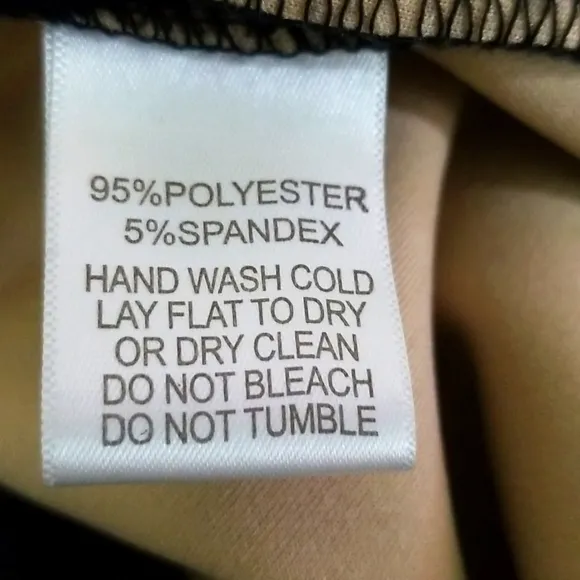 95%POLYESTER
5%SPANDEX
HAND WASH COLD
LAY FLAT TO DRY
OR DRY CLEAN
DO NOT BLEACH
DO NOT TUMBLE